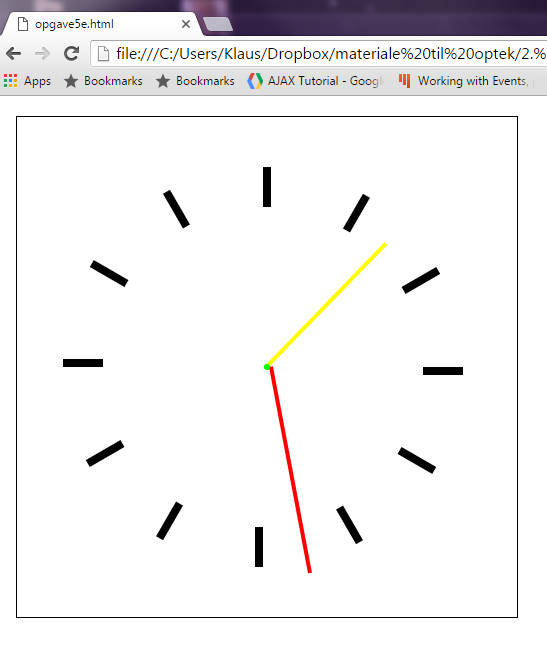 opgave5e.html
file:///C:/Users/Klaus/Dropbox/materiale%20til%20optek/2.%
Apps Bookmarks Bookmarks AJAX Tutorial - Googl Working with Events,